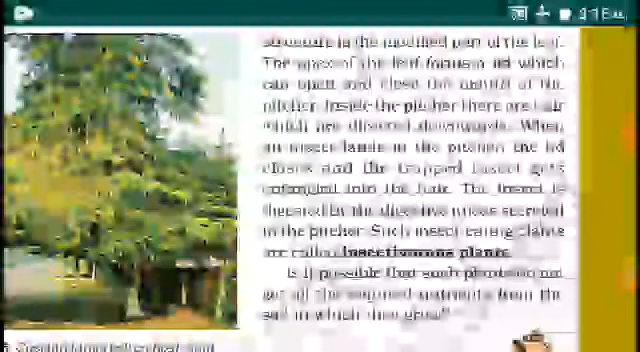 structure is the modified part of the leaf.
The apex of the leaf forms a lid which
can open and close the mouth of the
pitcher. Inside the pitcher there are hair
which are directed downwards. When
an insect lands in the pitcher, the lid
closes and the trapped insect gets
entangled into the hair. The insect is
digested by the digestive juices secreted
in the pitcher. Such insect-eating plants
are called insectivorous plants.
Is it possible that such plants do not
get all the required nutrients from the
soil in which they grow?